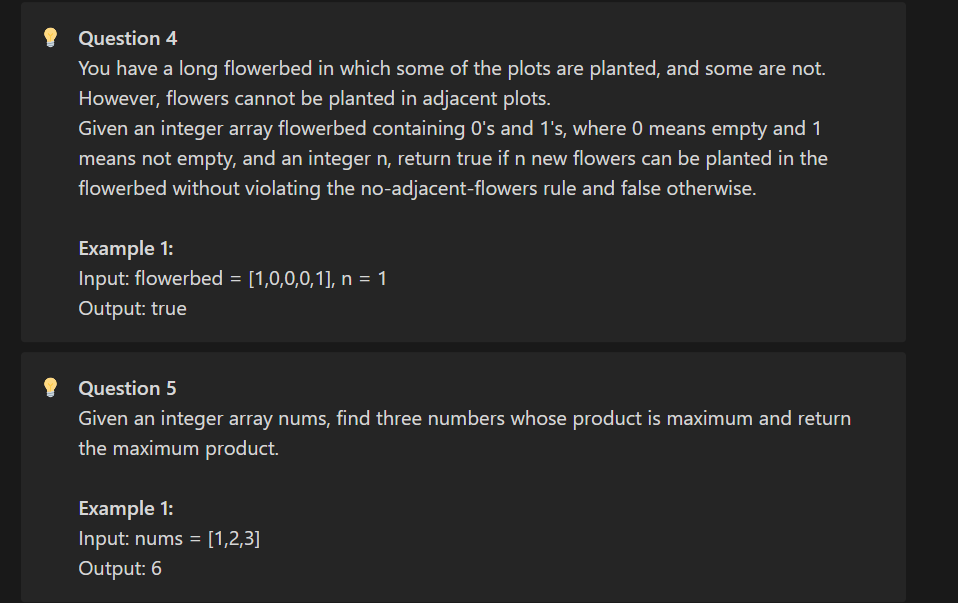 Question 4
You have a long flowerbed in which some of the plots are planted, and some are not.
However, flowers cannot be planted in adjacent plots.
Given an integer array flowerbed containing 0's and 1's, where 0 means empty and 1
means not empty, and an integer n, return true if n new flowers can be planted in the
flowerbed without violating the no-adjacent-flowers rule and false otherwise.
Example 1:
Input: flowerbed = [1,0,0,0,1], n = 1
Output: true
Question 5
Given an integer array nums, find three numbers whose product is maximum and return
the maximum product.
Example 1:
Input: nums = [1,2,3]
Output: 6